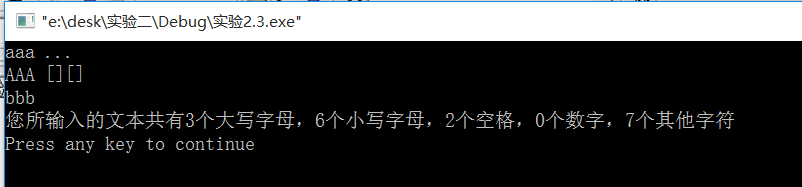 "e:\desk\实验二\Debug\实验2.3.exe"
aaa ...
AAA [][]
bbb
您所输入的文本共有3个大写字母，6个小写字母，2个空格，0个数字，7个其他字符
Press any key to continue